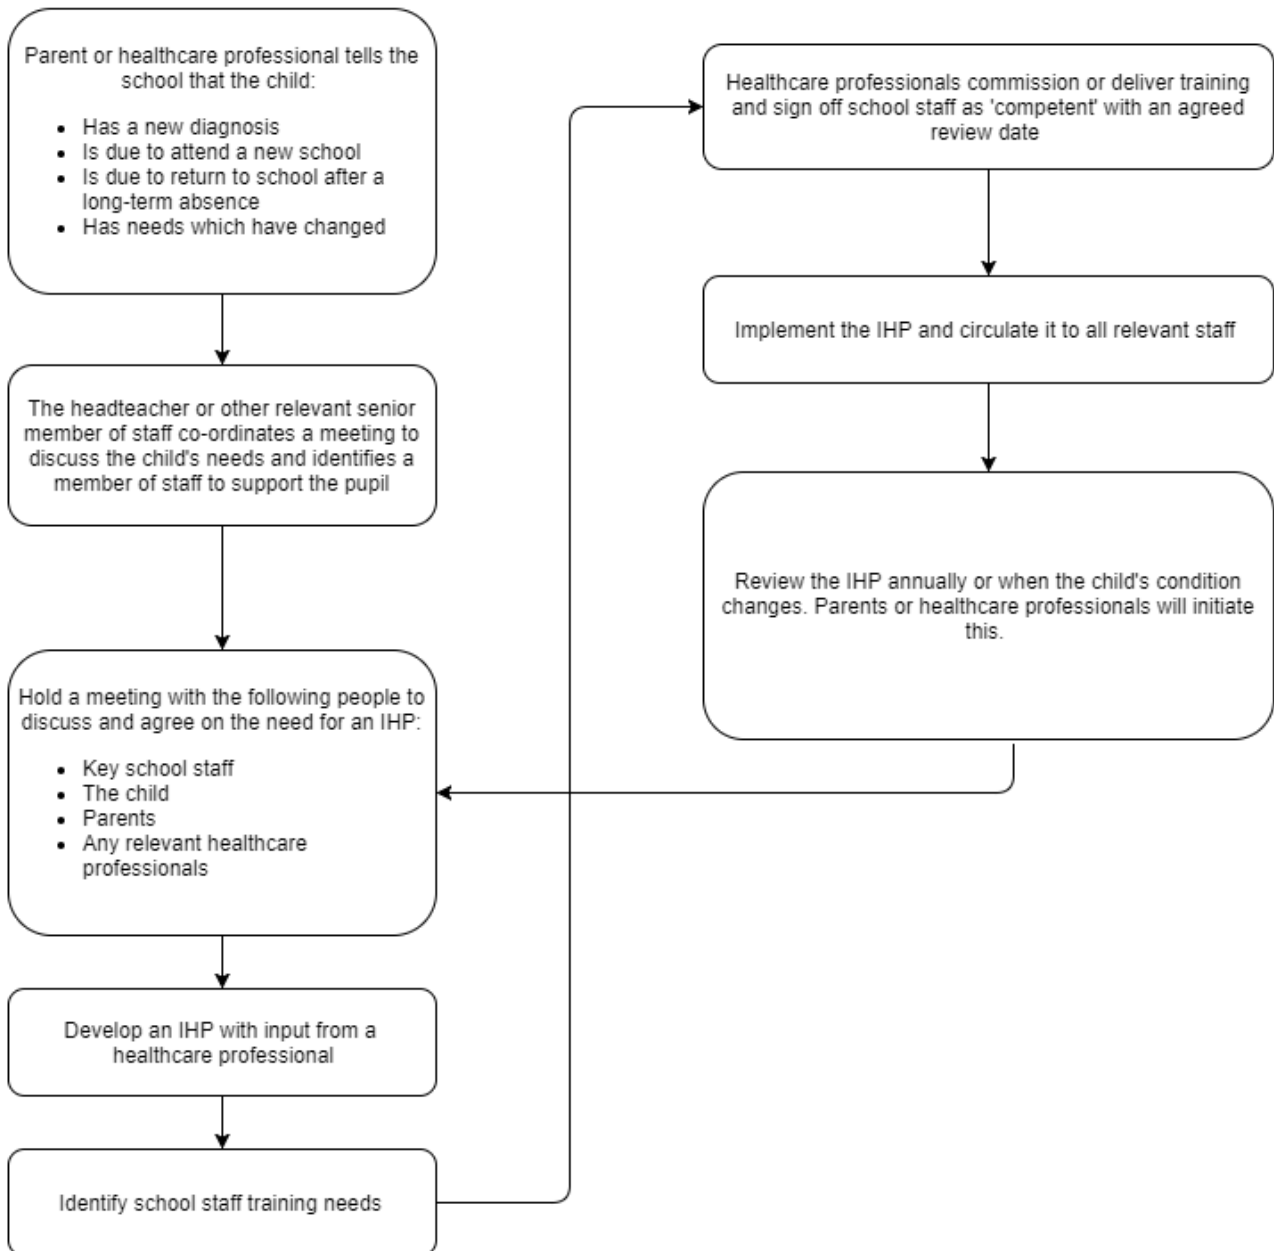 Parent or healthcare professional tells the
school that the child:
• Has a new diagnosis
• Is due to attend a new school
• Is due to return to school after a
long-term absence
• Has needs which have changed
The headteacher or other relevant senior
member of staff co-ordinates a meeting to
discuss the child's needs and identifies a
member of staff to support the pupil
Hold a meeting with the following people to
discuss and agree on the need for an IHP:
• Key school staff
• The child
• Parents
• Any relevant healthcare
professionals
Develop an IHP with input from a
healthcare professional
Identify school staff training needs
Healthcare professionals commission or deliver training
and sign off school staff as 'competent' with an agreed
review date
Implement the IHP and circulate it to all relevant staff
Review the IHP annually or when the child's condition
changes. Parents or healthcare professionals will initiate
this.